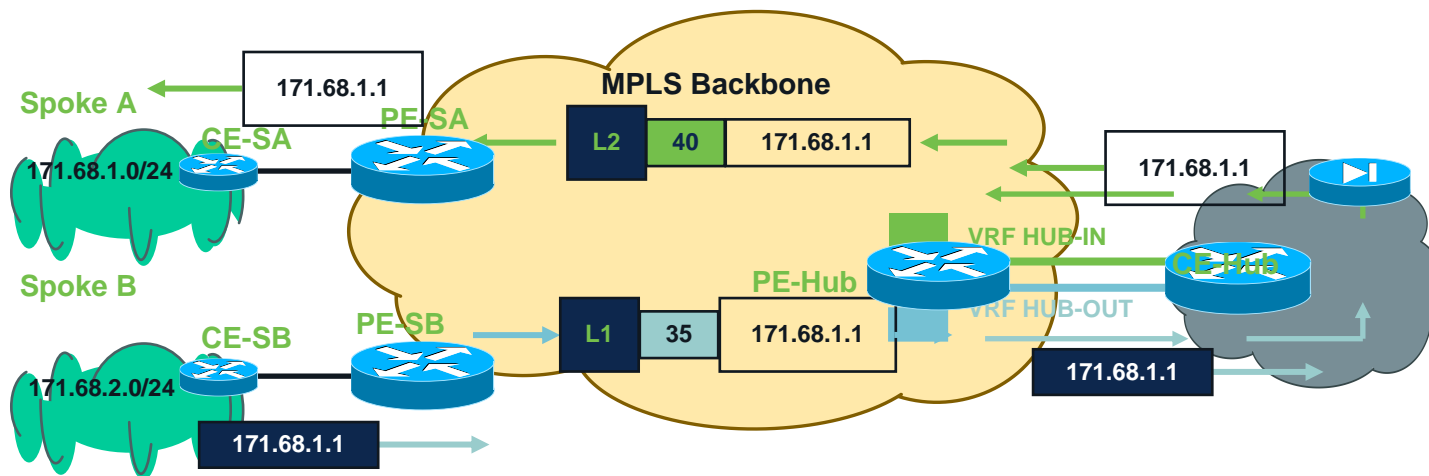 MPLS Backbone
171.68.1.1
Spoke A
CE-SA
PE-SA
171.68.1.0/24
L2
40
171.68.1.1
171.68.1.1
VRF HUB-IN
CE-Hub
Spoke B
PE-Hub
VRF HUB-OUT
CE-SB
PE-SB
L1
35
171.68.1.1
171.68.1.1
171.68.2.0/24
171.68.1.1